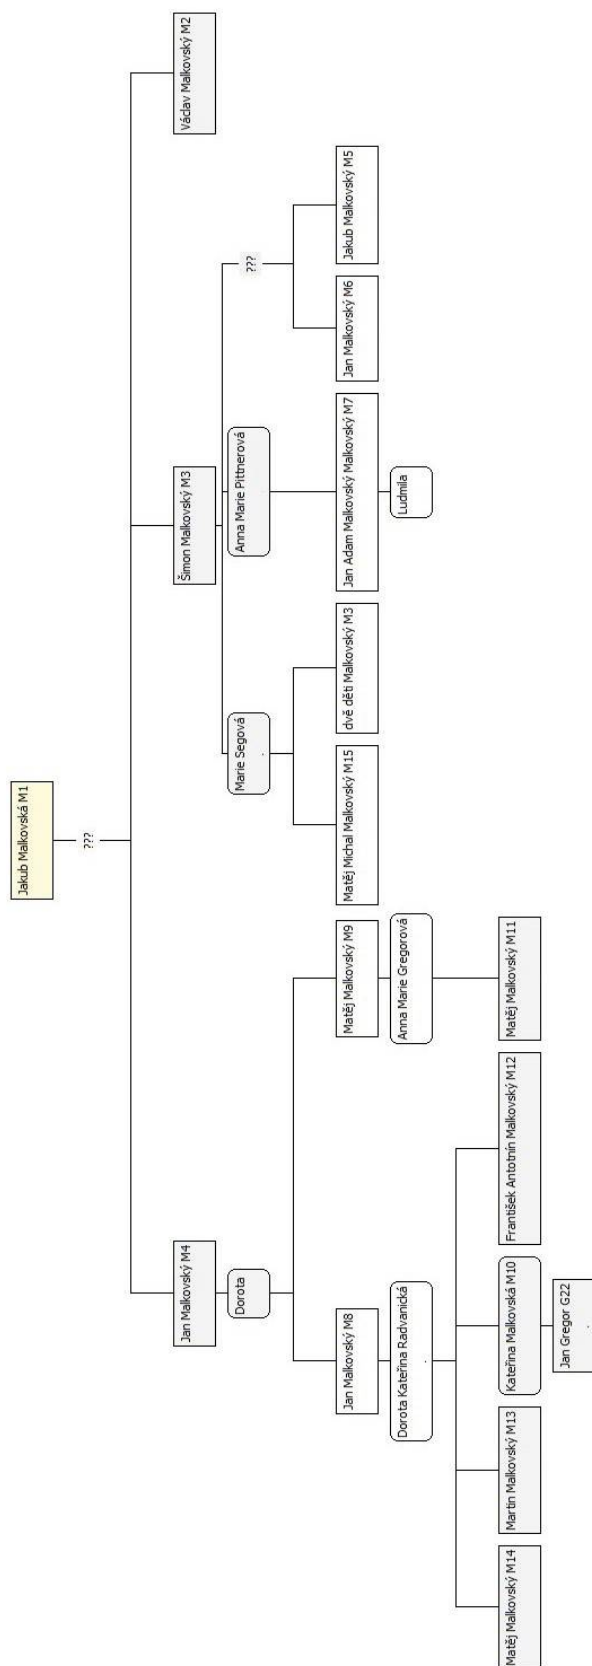 Jakub Malkovská M1
???
Jan Malkovský M4
Šimon Malkovský M3
Václav Malkovský M2
Dorota
Marie Segová
.
Anna Marie Pittnerová
???
Jan Malkovský M8
Matěj Malkovský M9
Matěj Michal Malkovský M15
dvě děti Malkovský M3
Jan Adam Malkovský Malkovský M7
Jan Malkovský M6
Jakub Malkovský M5
Dorota Kateřina Radvanická
.
Anna Marie Gregorová
Ludmila
Matěj Malkovský M14
Martin Malkovský M13
Kateřina Malkovská M10
František Antotnín Malkovský M12
Matěj Malkovský M11
Jan Gregor G22
.